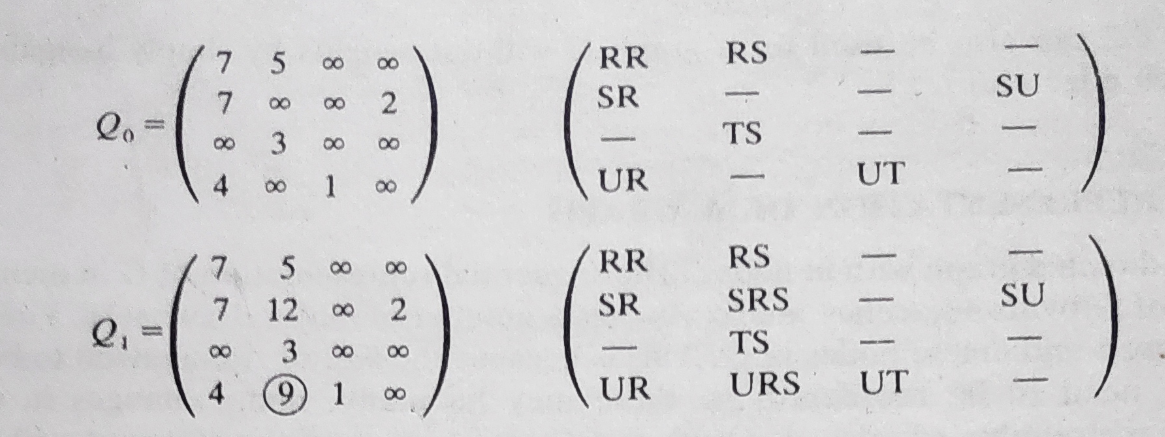 7 5 ∞ ∞ RR RS — —
7 ∞ ∞ 2 SR — — SU
Q₀ =
∞ 3 ∞ ∞ — TS — —
4 ∞ 1 ∞ UR — UT —
7 5 ∞ ∞ RR RS — —
7 12 ∞ 2 SR SRS — SU
Q₁ =
∞ 3 ∞ ∞ — TS — —
4 9 1 ∞ UR URS UT —